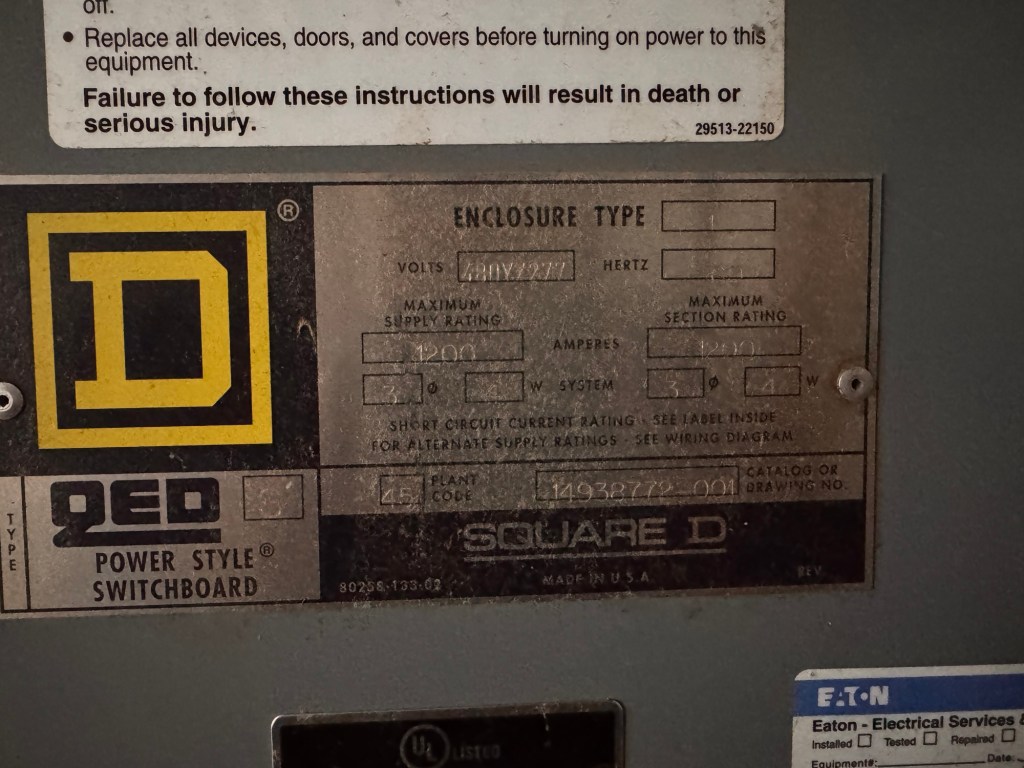 off.
• Replace all devices, doors, and covers before turning on power to this
equipment.
Failure to follow these instructions will result in death or
serious injury.
29513-22150
D ®
ENCLOSURE TYPE 1
VOLTS 480Y/277 HERTZ
MAXIMUM SUPPLY RATING MAXIMUM SECTION RATING
1200 AMPERES 1200
3 Ø 4 W SYSTEM 3 Ø 4 W
SHORT CIRCUIT CURRENT RATING - SEE LABEL INSIDE
FOR ALTERNATE SUPPLY RATINGS - SEE WIRING DIAGRAM
45 PLANT CODE 14938772-001 CATALOG OR DRAWING NO.
TYPE
QED S
POWER STYLE®
SWITCHBOARD
SQUARE D
80258-133-02 MADE IN U.S.A. REV.
UL LISTED
EATON
Eaton - Electrical Services &
Installed Tested Repaired
Equipment#: Date: